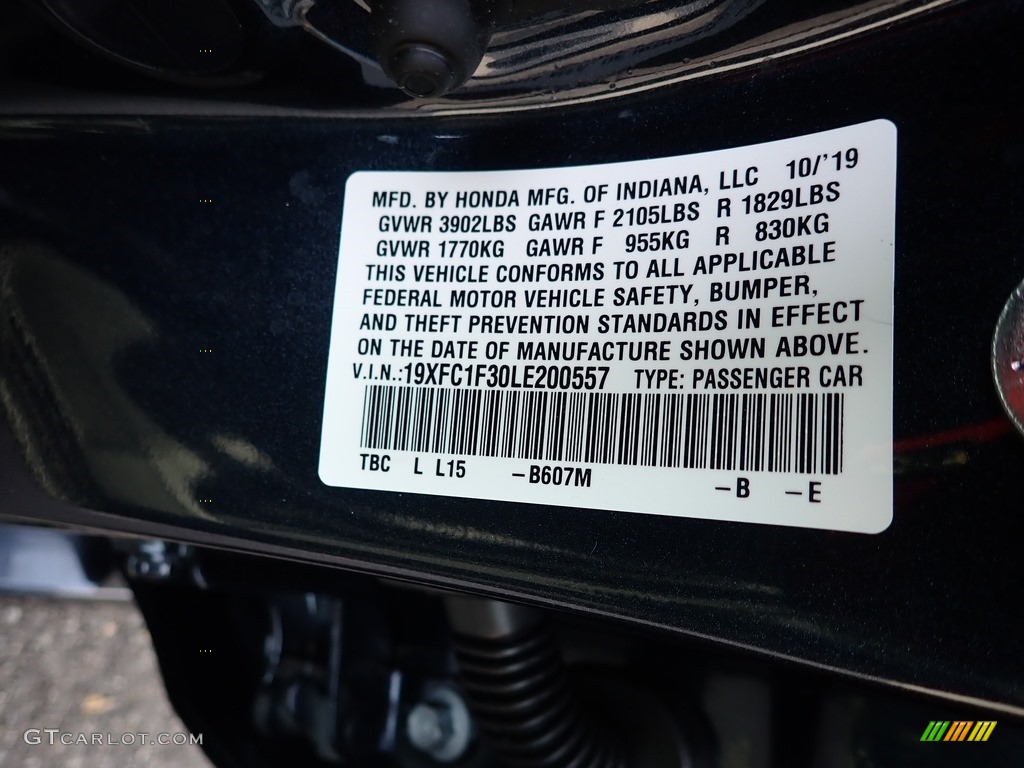 MFD. BY HONDA MFG. OF INDIANA, LLC 10/'19
GVWR 3902LBS GAWR F 2105LBS R 1829LBS
GVWR 1770KG GAWR F 955KG R 830KG
THIS VEHICLE CONFORMS TO ALL APPLICABLE
FEDERAL MOTOR VEHICLE SAFETY, BUMPER,
AND THEFT PREVENTION STANDARDS IN EFFECT
ON THE DATE OF MANUFACTURE SHOWN ABOVE.
V.I.N.:19XFC1F30LE200557 TYPE: PASSENGER CAR
TBC L L15 -B607M -B -E
GTCARLOT.COM